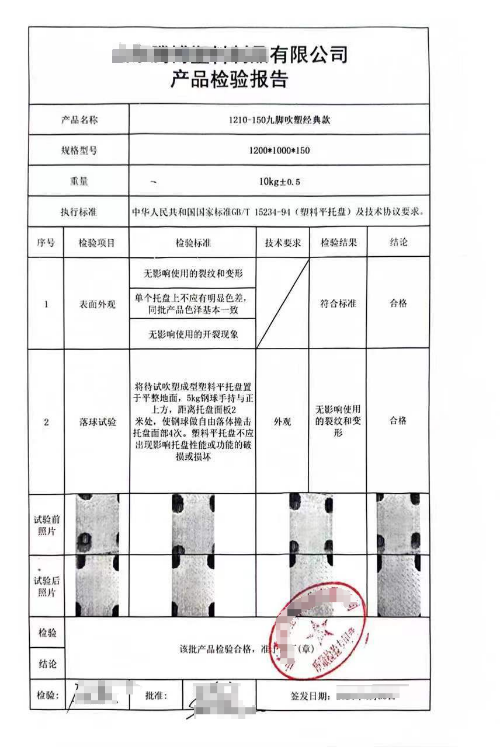 有限公司
产品检验报告
产品名称 1210-150九脚吹塑经典款
规格型号 1200*1000*150
重量 10kg±0.5
执行标准 中华人民共和国国家标准GB/T 15234-94（塑料平托盘）及技术协议要求。
序号 检验项目 检验标准 技术要求 检验结果 结论
1 表面外观 无影响使用的裂纹和变形 符合标准 合格
单个托盘上不应有明显色差，
同批产品色泽基本一致
无影响使用的开裂现象
2 落球试验 将待试吹塑成型塑料平托盘置
于平整地面，5kg钢球手持与正
上方，距离托盘面板2
米处，使钢球做自由落体撞击
托盘面部4次。塑料平托盘不应
出现影响托盘性能或功能的破
损或损坏
外观
无影响使用
的裂纹和变
形
合格
试验前
照片
试验后
照片
检验
结论
该批产品检验合格，准（章）
检验： 批准： 签发日期：